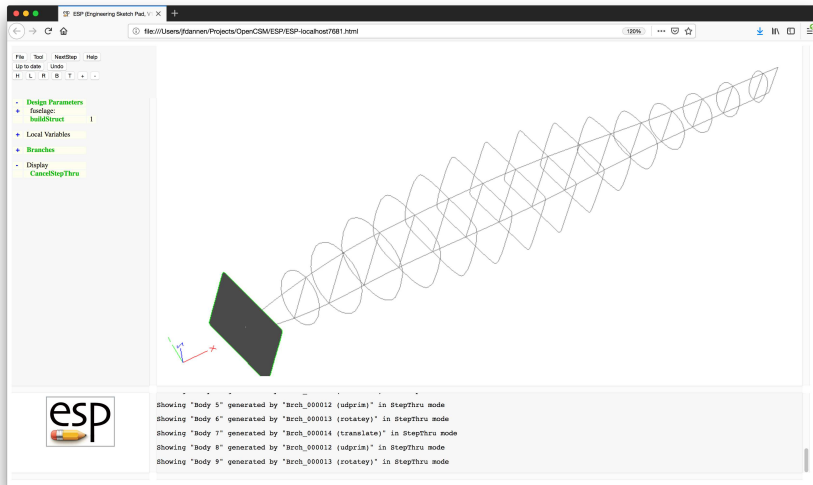 ESP (Engineering Sketch Pad, V
file:///Users/jfdannen/Projects/OpenCSM/ESP/ESP-localhost7681.html
120%
File Tool NextStep Help
Up to date Undo
H L R B T + -
- Design Parameters
+ fuselage:
buildStruct 1
+ Local Variables
+ Branches
- Display
CancelStepThru
x
esp
Showing "Body 5" generated by "Brch_000012 (udprim)" in StepThru mode
Showing "Body 6" generated by "Brch_000013 (rotatey)" in StepThru mode
Showing "Body 7" generated by "Brch_000014 (translate)" in StepThru mode
Showing "Body 8" generated by "Brch_000012 (udprim)" in StepThru mode
Showing "Body 9" generated by "Brch_000013 (rotatey)" in StepThru mode